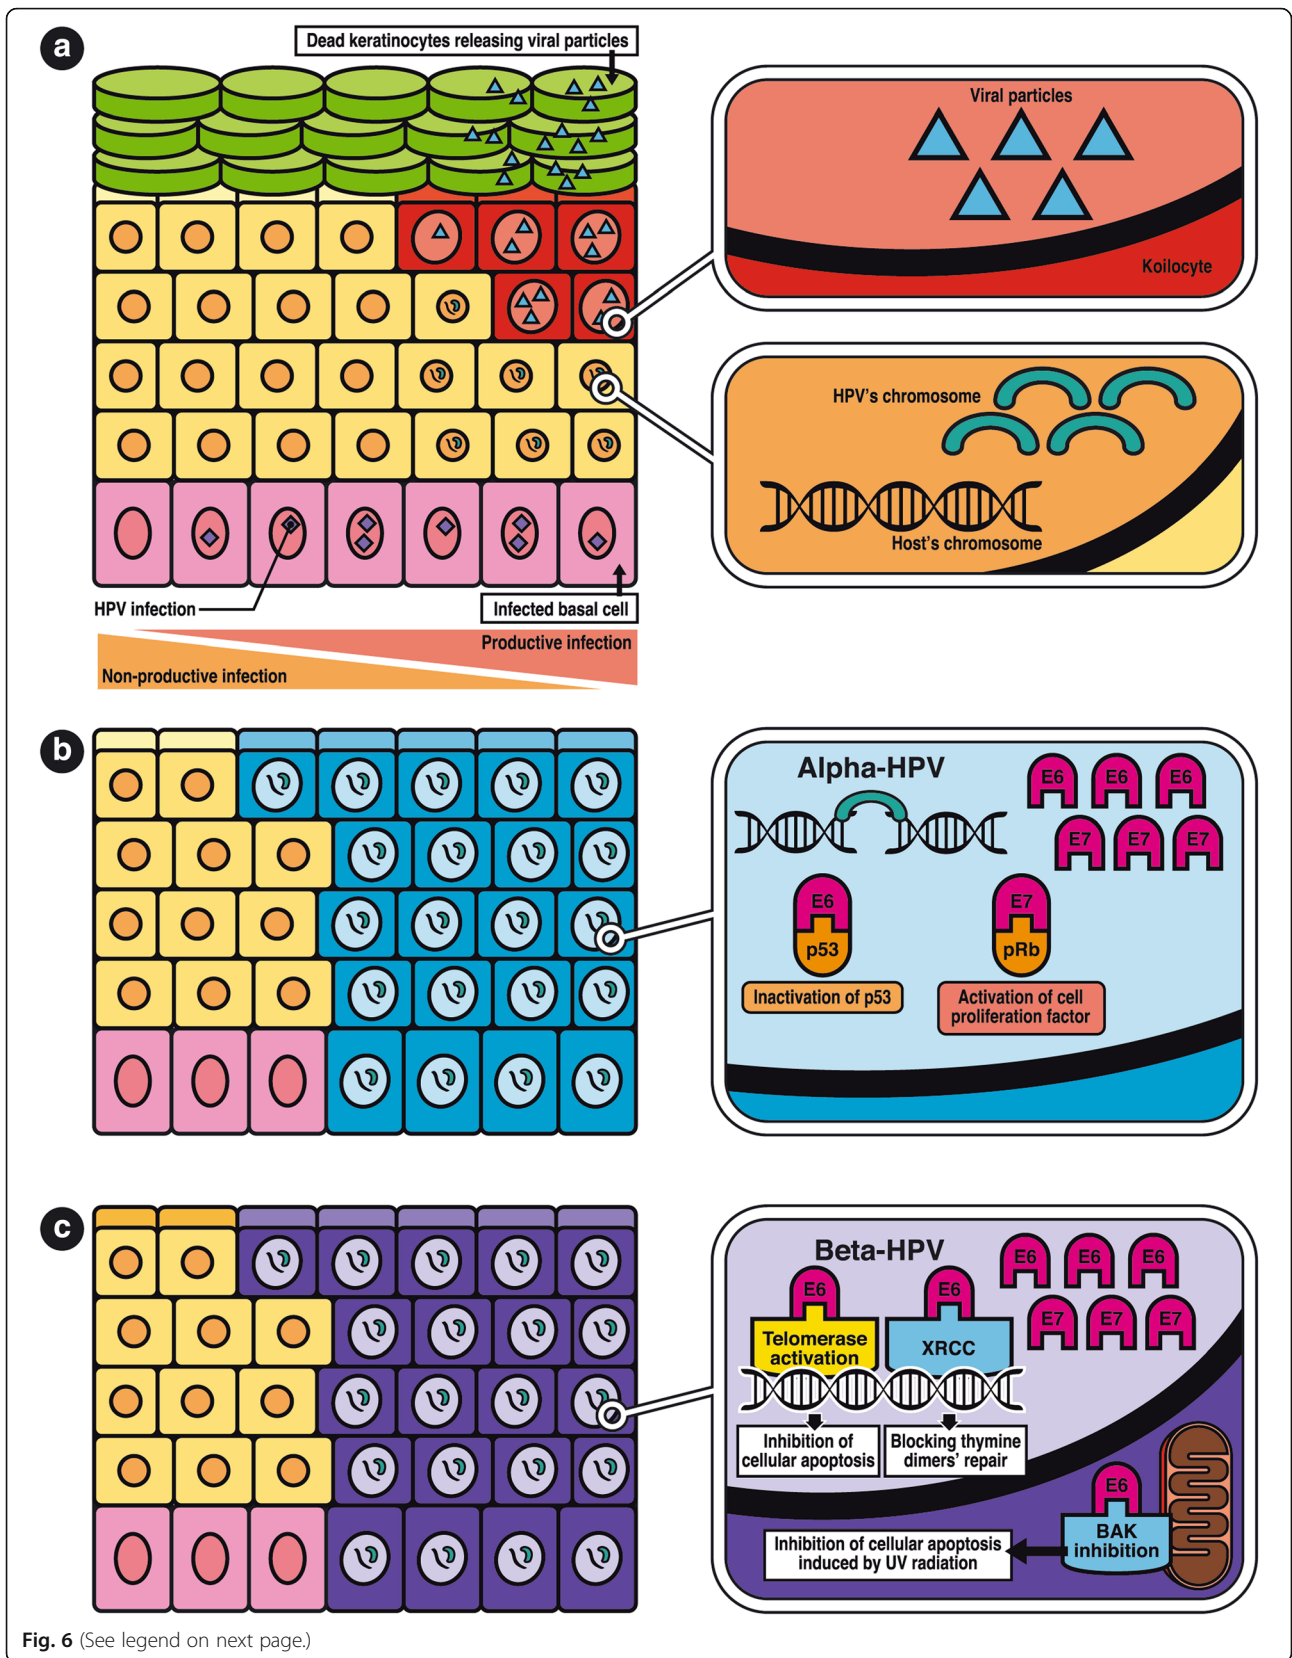 a
Dead keratinocytes releasing viral particles
Viral particles
Koilocyte
HPV's chromosome
Host's chromosome
HPV infection
Infected basal cell
Productive infection
Non-productive infection
b
Alpha-HPV
E6 E6 E6
E7 E7 E7
E6
p53
E7
pRb
Inactivation of p53
Activation of cell
proliferation factor
c
Beta-HPV
E6 E6 E6
E7 E7 E7
E6
Telomerase
activation
E6
XRCC
Inhibition of
cellular apoptosis
Blocking thymine
dimers' repair
E6
BAK
inhibition
Inhibition of cellular apoptosis
induced by UV radiation
Fig. 6 (See legend on next page.)